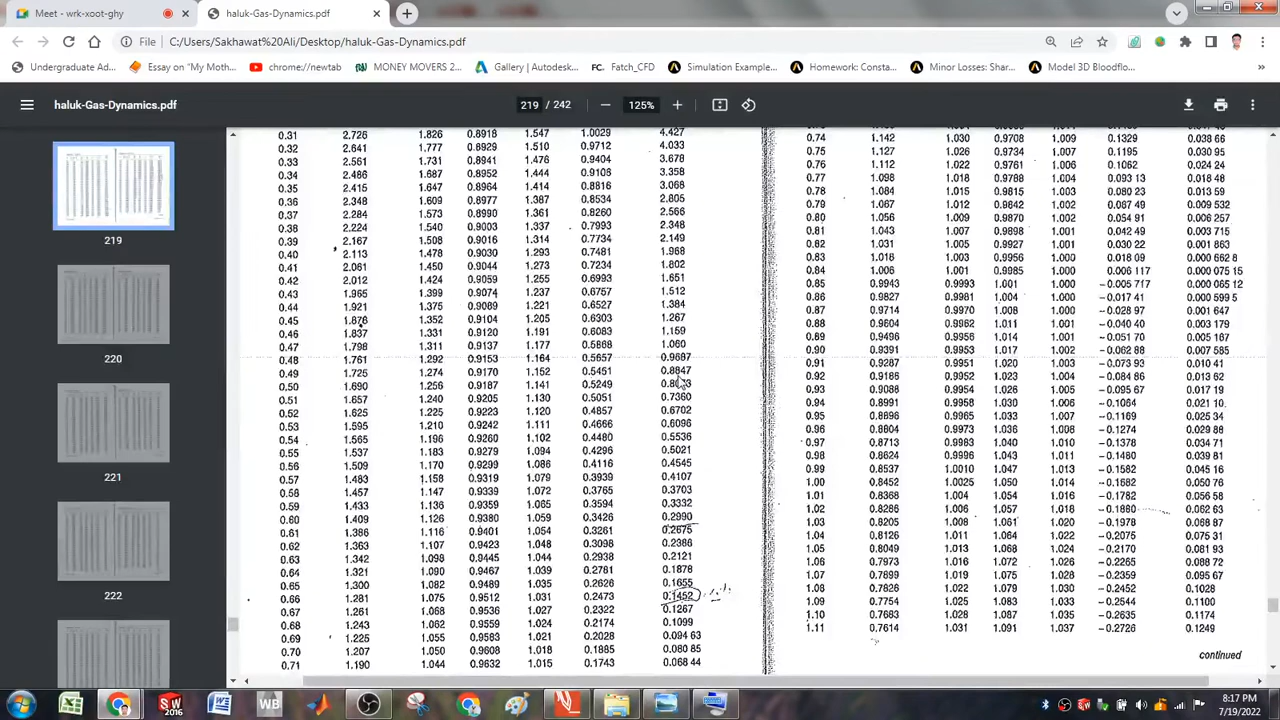 Meet - wrk-xoot-ghy
haluk-Gas-Dynamics.pdf
File
C:/Users/Sakhawat%20Ali/Desktop/haluk-Gas-Dynamics.pdf
Undergraduate Ad...
Essay on "My Moth...
chrome://newtab
MONEY MOVERS 2...
Gallery | Autodesk...
FC. Fatch_CFD
Simulation Example...
Homework: Consta...
Minor Losses: Shar...
Model 3D Bloodflo...
»
haluk-Gas-Dynamics.pdf
219 / 242
125%
219
220
221
222
0.31 2.726 1.826 0.8918 1.547 1.0029 4.427
0.32 2.641 1.777 0.8929 1.510 0.9712 4.033
0.33 2.561 1.731 0.8941 1.476 0.9404 3.678
0.34 2.486 1.687 0.8952 1.444 0.9108 3.358
0.35 2.415 1.647 0.8964 1.414 0.8816 3.068
0.36 2.348 1.609 0.8977 1.387 0.8534 2.805
0.37 2.284 1.573 0.8990 1.361 0.8260 2.566
0.38 2.224 1.540 0.9003 1.337 0.7993 2.348
0.39 2.167 1.508 0.9016 1.314 0.7734 2.149
0.40 2.113 1.478 0.9030 1.293 0.7481 1.968
0.41 2.061 1.450 0.9044 1.273 0.7234 1.802
0.42 2.012 1.424 0.9059 1.255 0.6993 1.651
0.43 1.965 1.399 0.9074 1.237 0.6757 1.512
0.44 1.921 1.375 0.9089 1.221 0.6527 1.384
0.45 1.352 0.9104 1.205 0.6303 1.267
0.46 1.837 1.331 0.9120 1.191 0.6083 1.159
0.47 1.798 1.311 0.9137 1.177 0.5868 1.060
0.48 1.761 1.292 0.9153 1.164 0.5657 0.9687
0.49 1.725 1.274 0.9170 1.152 0.5451 0.8847
0.50 1.690 1.256 0.9187 1.141 0.5249
0.51 1.657 1.240 0.9205 1.130 0.5051 0.7360
0.52 1.625 1.225 0.9223 1.120 0.4857 0.6702
0.53 1.595 1.210 0.9242 1.111 0.4666 0.6096
0.54 1.565 1.196 0.9260 1.102 0.4480 0.5536
0.55 1.537 1.183 0.9279 1.094 0.4296 0.5021
0.56 1.509 1.170 0.9299 1.086 0.4116 0.4545
0.57 1.483 1.158 0.9319 1.079 0.3939 0.4107
0.58 1.457 1.147 0.9339 1.072 0.3765 0.3703
0.59 1.433 1.136 0.9359 1.065 0.3594 0.3332
0.60 1.409 1.126 0.9380 1.059 0.3426 0.2990
0.61 1.386 1.116 0.9401 1.054 0.3261 0.2675
0.62 1.363 1.107 0.9423 1.048 0.3098 0.2386
0.63 1.342 1.098 0.9445 1.044 0.2938 0.2121
0.64 1.321 1.090 0.9467 1.039 0.2781 0.1878
0.65 1.300 1.082 0.9489 1.035 0.2626 0.1655
0.66 1.281 1.075 0.9512 1.031 0.2473 0.1452
0.67 1.261 1.068 0.9536 1.027 0.2322 0.1267
0.68 1.243 1.062 0.9559 1.024 0.2174 0.1099
0.69 1.225 1.055 0.9583 1.021 0.2028 0.094 63
0.70 1.207 1.050 0.9608 1.018 0.1885 0.080 85
0.71 1.190 1.044 0.9632 1.015 0.1743 0.068 44
0.74 1.142 1.030 0.9708 1.009 0.1329 0.038 66
0.75 1.127 1.026 0.9734 1.007 0.1195 0.030 95
0.76 1.112 1.022 0.9761 1.006 0.1062 0.024 24
0.77 1.098 1.018 0.9788 1.004 0.093 13 0.018 48
0.78 1.084 1.015 0.9815 1.003 0.080 23 0.013 59
0.79 1.067 1.012 0.9842 1.002 0.087 49 0.009 532
0.80 1.056 1.009 0.9870 1.002 0.054 91 0.006 257
0.81 1.043 1.007 0.9898 1.001 0.042 49 0.003 715
0.82 1.031 1.005 0.9927 1.001 0.030 22 0.001 863
0.83 1.018 1.003 0.9956 1.000 0.018 09 0.000 662 8
0.84 1.006 1.001 0.9985 1.000 0.006 117 0.000 075 15
0.85 0.9943 0.9993 1.001 1.000 –0.005 717 0.000 065 12
0.86 0.9827 0.9981 1.004 1.000 –0.017 41 0.000 599 5
0.87 0.9714 0.9970 1.008 1.000 –0.028 97 0.001 647
0.88 0.9604 0.9962 1.011 1.001 –0.040 40 0.003 179
0.89 0.9496 0.9956 1.014 1.001 –0.051 70 0.005 167
0.90 0.9391 0.9953 1.017 1.002 –0.062 88 0.007 585
0.91 0.9287 0.9951 1.020 1.003 –0.073 93 0.010 41
0.92 0.9186 0.9952 1.023 1.004 –0.084 86 0.013 62
0.93 0.9088 0.9954 1.026 1.005 –0.095 67 0.017 19
0.94 0.8991 0.9958 1.030 1.006 –0.1064 0.021 10
0.95 0.8896 0.9965 1.033 1.007 –0.1169 0.025 34
0.96 0.8804 0.9973 1.036 1.008 –0.1274 0.029 88
0.97 0.8713 0.9983 1.040 1.010 –0.1378 0.034 71
0.98 0.8624 0.9996 1.043 1.011 –0.1480 0.039 81
0.99 0.8537 1.0010 1.047 1.013 –0.1582 0.045 16
1.00 0.8452 1.0025 1.050 1.014 –0.1682 0.050 76
1.01 0.8368 1.004 1.054 1.016 –0.1782 0.056 58
1.02 0.8286 1.006 1.057 1.018 –0.1880 0.062 63
1.03 0.8205 1.008 1.061 1.020 –0.1978 0.068 87
1.04 0.8126 1.011 1.064 1.022 –0.2075 0.075 31
1.05 0.8049 1.013 1.068 1.024 –0.2170 0.081 93
1.06 0.7973 1.016 1.072 1.026 –0.2265 0.088 72
1.07 0.7899 1.019 1.075 1.028 –0.2359 0.095 67
1.08 0.7826 1.022 1.079 1.030 –0.2452 0.1028
1.09 0.7754 1.025 1.083 1.033 –0.2544 0.1100
1.10 0.7683 1.028 1.087 1.035 –0.2635 0.1174
1.11 0.7614 1.031 1.091 1.037 –0.2726 0.1249
continued
SW
2016
WB
8:17 PM
7/19/2022